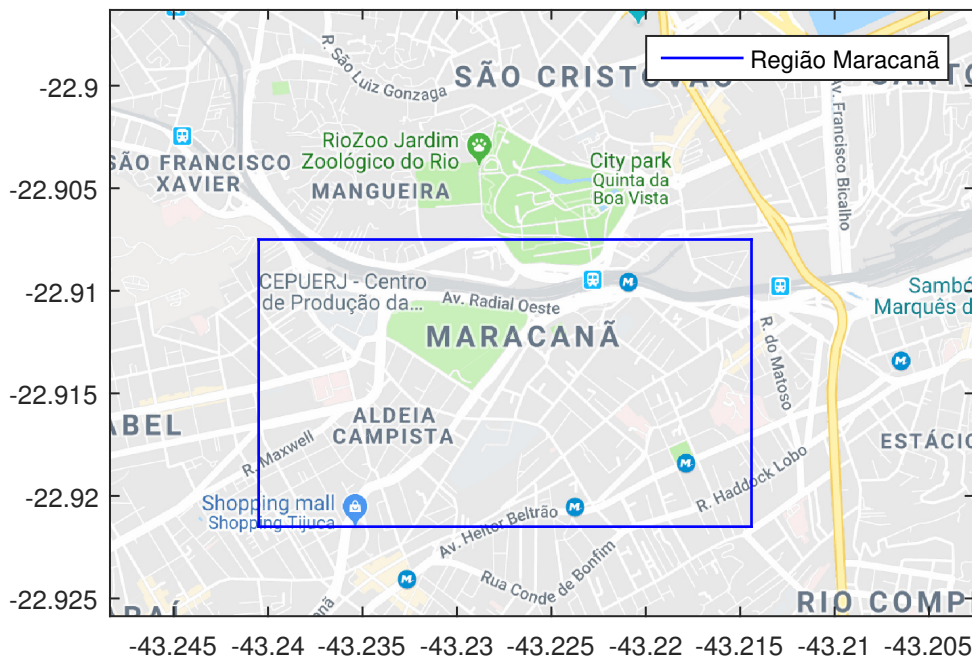 Região Maracanã
SÃO CRISTÓVÃO
R. São Luiz Gonzaga
Av. Francisco Bicalho
RioZoo Jardim
Zoológico do Rio
City park
Quinta da
Boa Vista
SÃO FRANCISCO
XAVIER
MANGUEIRA
CEPUERJ - Centro
de Produção da...
Av. Radial Oeste
MARACANÃ
Sambó
Marquês d
R. do Matoso
ABEL
ALDEIA
CAMPISTA
ESTÁCIO
R. Maxwell
R. Haddock Lobo
Shopping mall
Shopping Tijuca
Av. Heitor Beltrão
Rua Conde de Bonfim
RIO COMP
-22.9
-22.905
-22.91
-22.915
-22.92
-22.925
-43.245
-43.24
-43.235
-43.23
-43.225
-43.22
-43.215
-43.21
-43.205